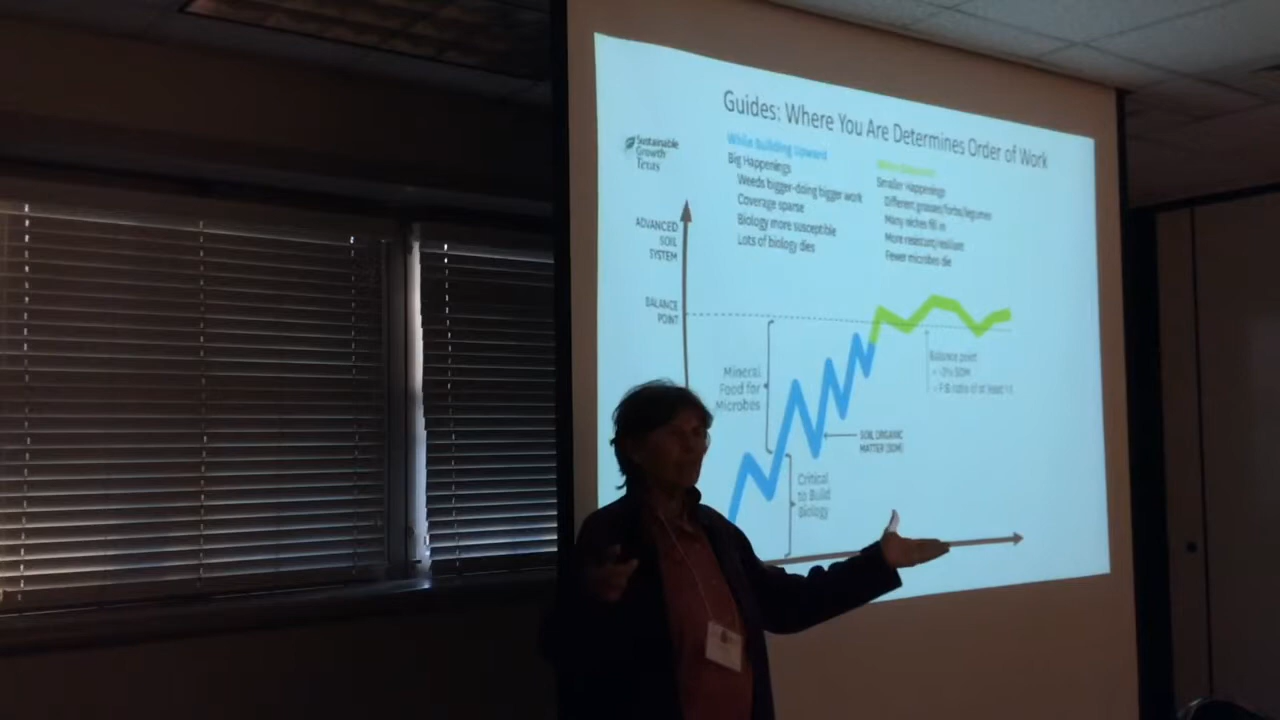 Guides: Where You Are Determines Order of Work
Sustainable
Growth
Texas
While Building Upward
Big Happenings
Weeds bigger-doing bigger work
Coverage sparse
Biology more susceptible
Lots of biology dies
Smaller Happenings
Different grasses/forbs/legumes
Many niches fill in
More resistant/resilient
Fewer microbes die
ADVANCED
SOIL
SYSTEM
BALANCE
POINT
Mineral
Food for
Microbes
Balance point
SOIL ORGANIC
MATTER (SOM)
Critical
to Build
Biology